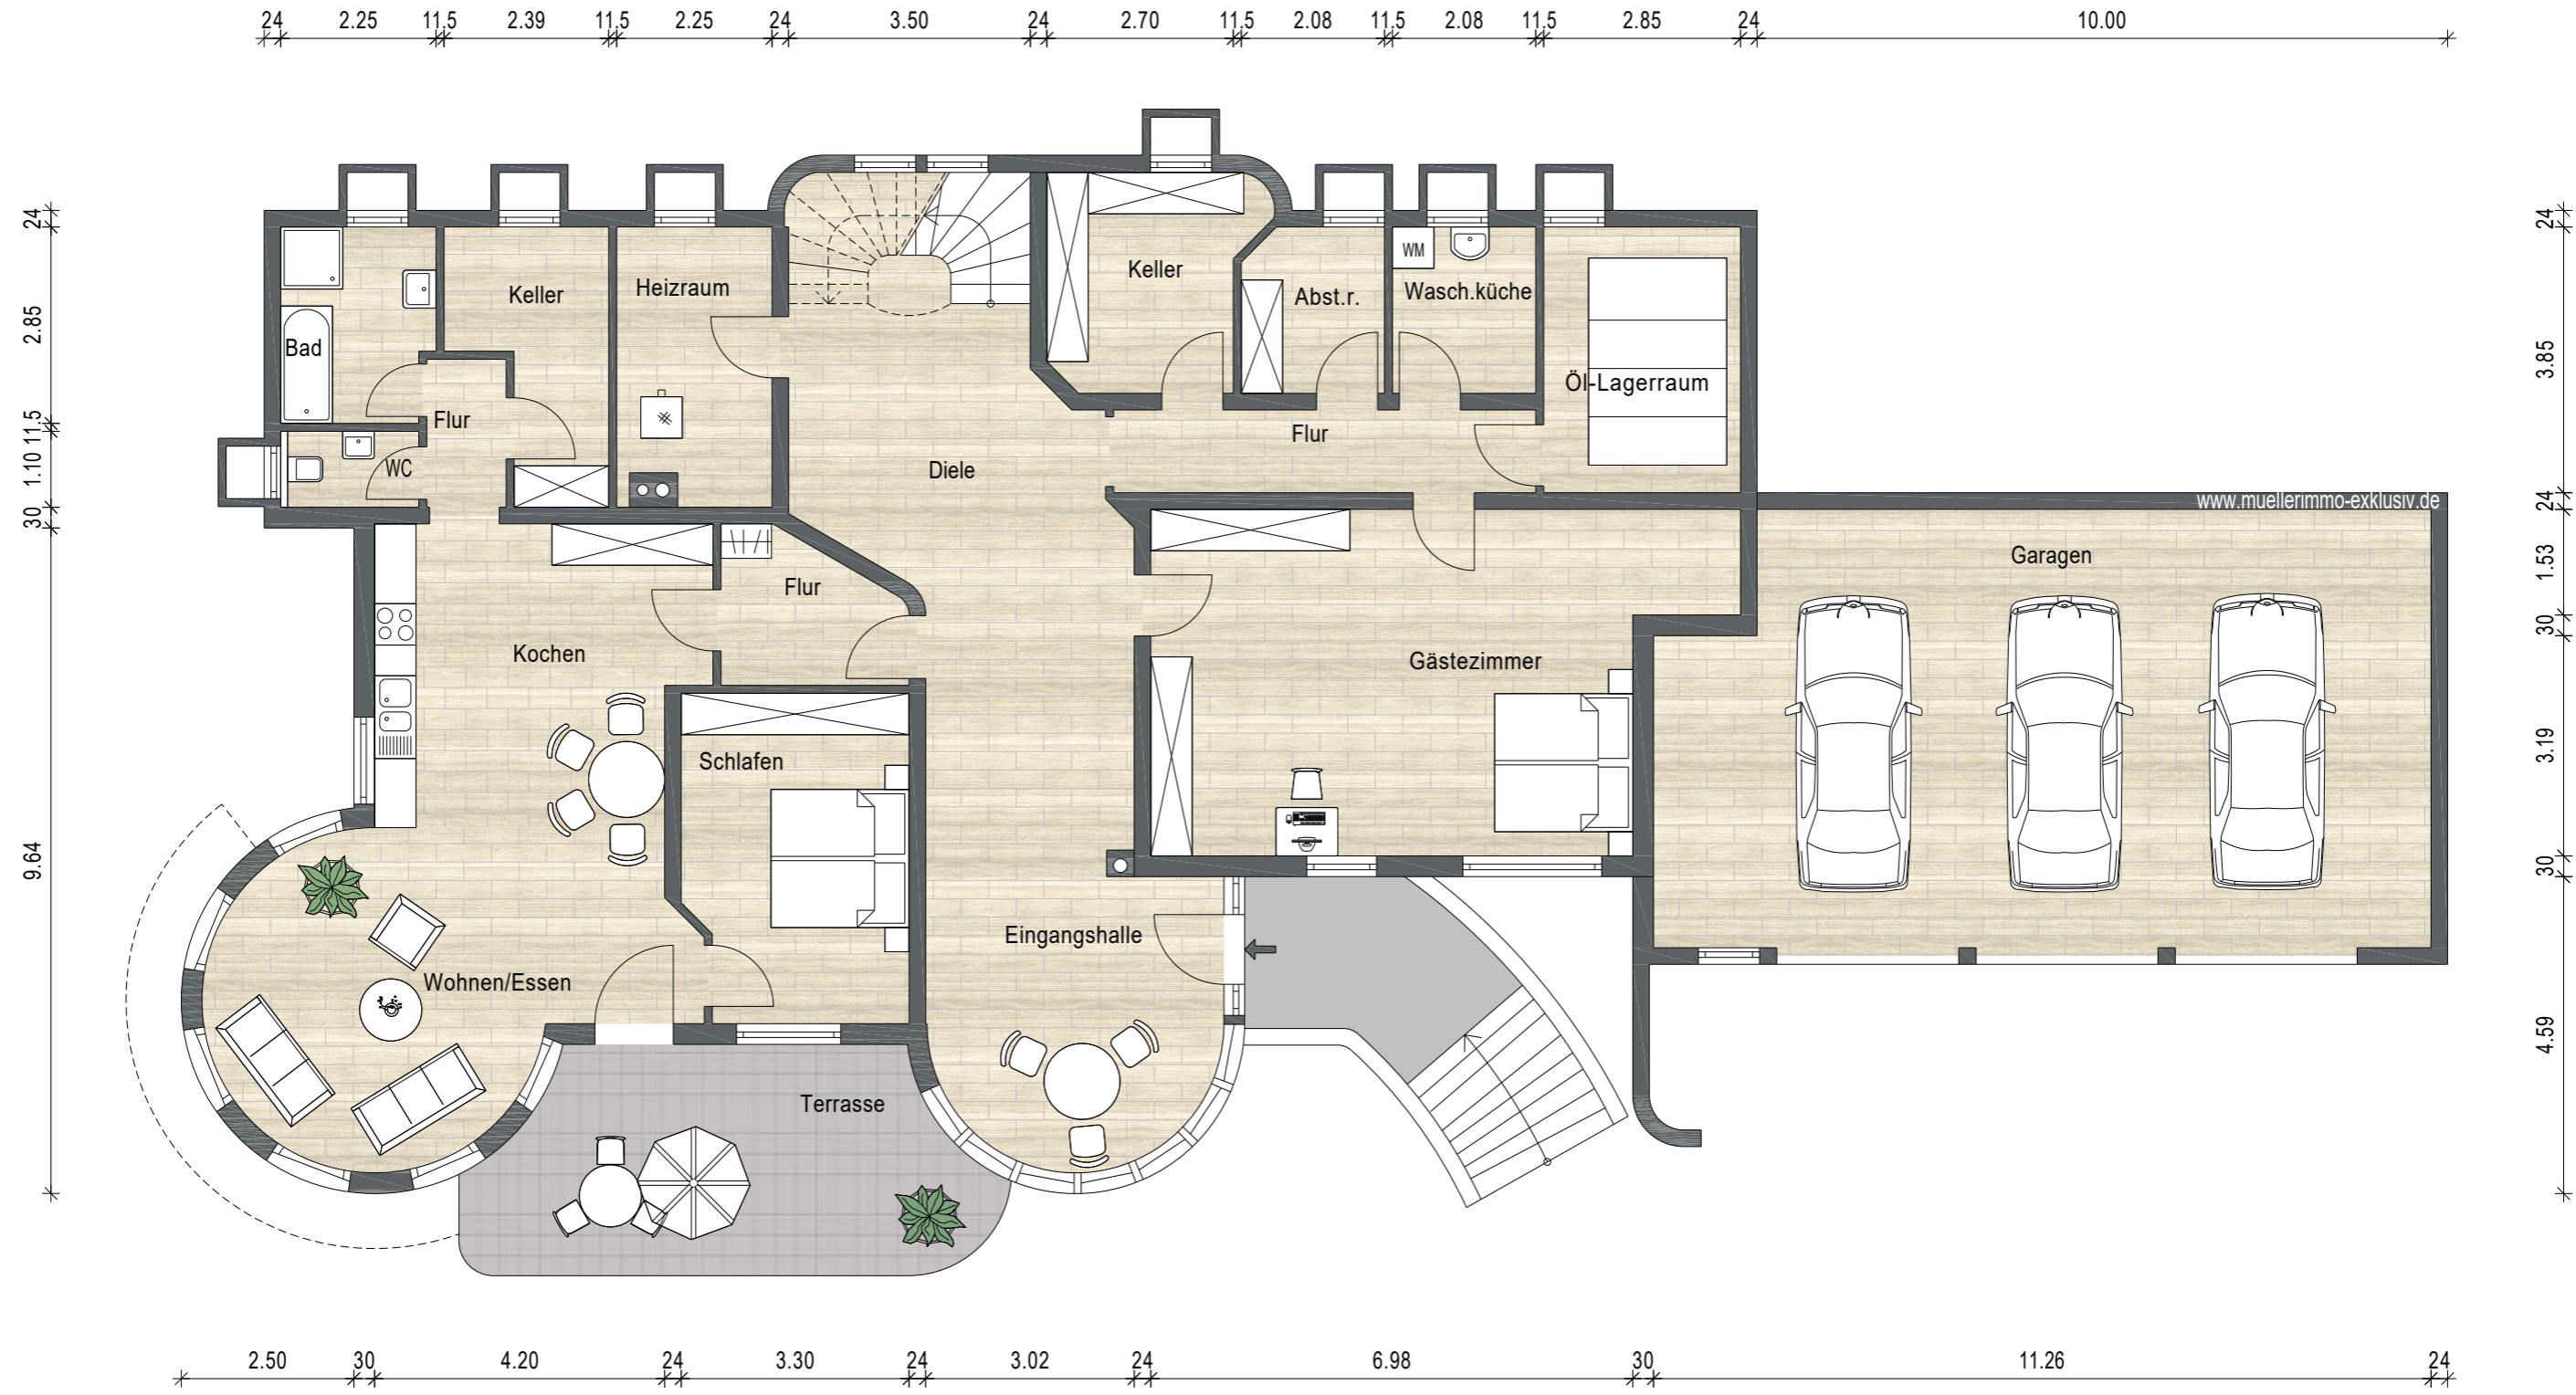 24 2.25 11.5 2.39 11.5 2.25 24 3.50 24 2.70 11.5 2.08 11.5 2.08 11.5 2.85 24 10.00
24
2.85
11.5
1.10
30
9.64
Bad
Keller
Heizraum
Flur
WC
Diele
Keller
Abst.r.
WM
Wasch.küche
Öl-Lagerraum
Flur
www.muellerimmo-exklusiv.de
Garagen
Flur
Kochen
Gästezimmer
Schlafen
Eingangshalle
Wohnen/Essen
Terrasse
24
3.85
24
1.53
30
3.19
30
4.59
2.50 30 4.20 24 3.30 24 3.02 24 6.98 30 11.26 24